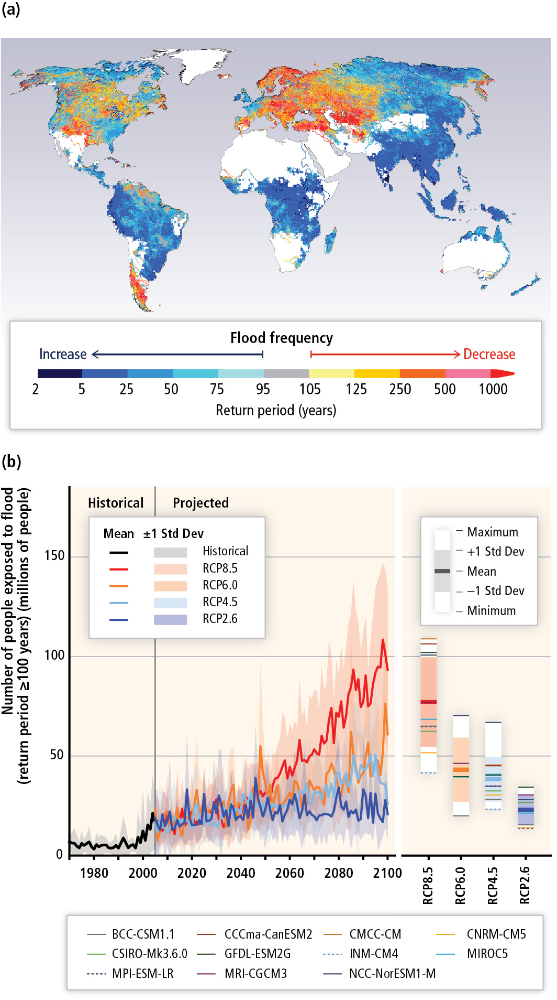 (a)
Flood frequency
Increase
Decrease
2 5 25 50 75 95 105 125 250 500 1000
Return period (years)
(b)
Number of people exposed to flood
(return period ≥100 years) (millions of people)
150
100
50
0
Historical Projected
Mean ±1 Std Dev
Historical
RCP8.5
RCP6.0
RCP4.5
RCP2.6
1980 2000 2020 2040 2060 2080 2100
Maximum
+1 Std Dev
Mean
−1 Std Dev
Minimum
RCP8.5
RCP6.0
RCP4.5
RCP2.6
BCC-CSM1.1 CCCma-CanESM2 CMCC-CM CNRM-CM5
CSIRO-Mk3.6.0 GFDL-ESM2G INM-CM4 MIROC5
MPI-ESM-LR MRI-CGCM3 NCC-NorESM1-M